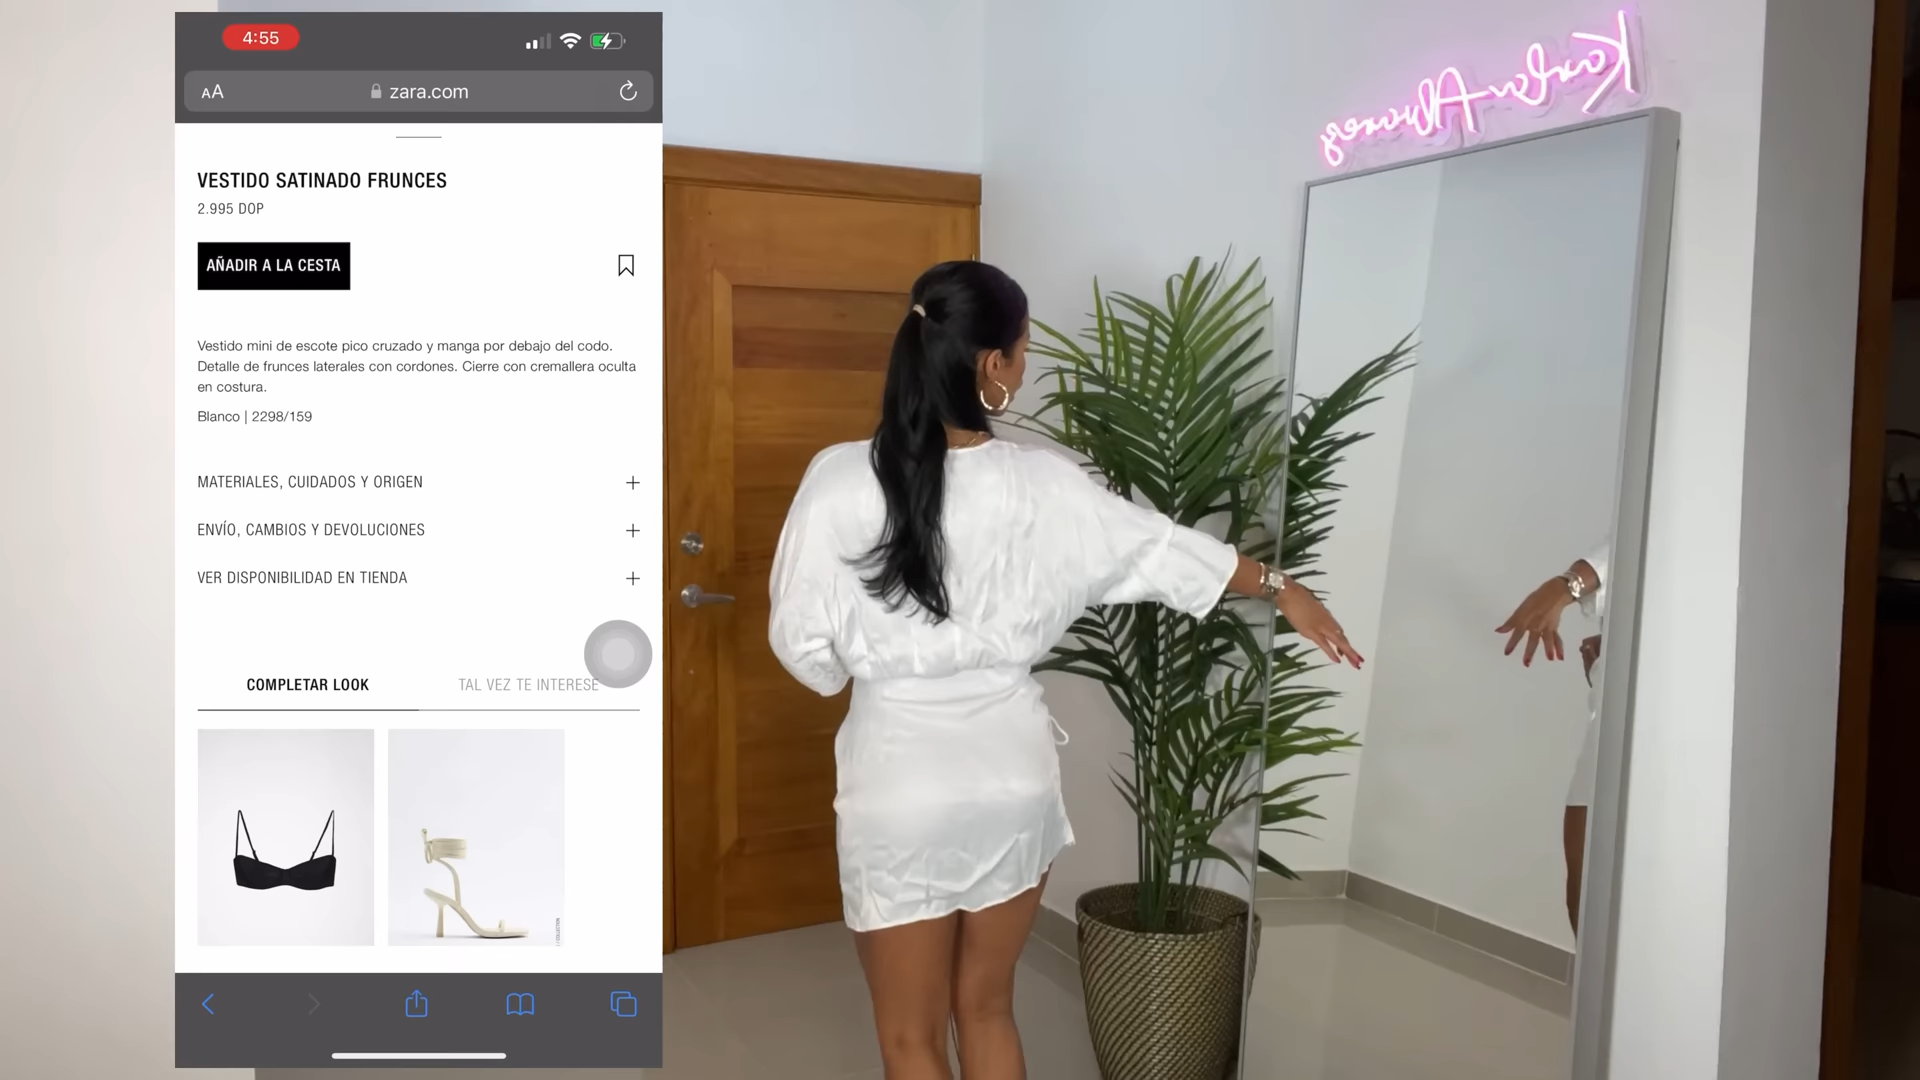 4:55
AA
zara.com
VESTIDO SATINADO FRUNCES
2.995 DOP
AÑADIR A LA CESTA
Vestido mini de escote pico cruzado y manga por debajo del codo.
Detalle de frunces laterales con cordones. Cierre con cremallera oculta
en costura.
Blanco | 2298/159
MATERIALES, CUIDADOS Y ORIGEN
ENVÍO, CAMBIOS Y DEVOLUCIONES
VER DISPONIBILIDAD EN TIENDA
COMPLETAR LOOK
TAL VEZ TE INTERESE
Karden Alvarez